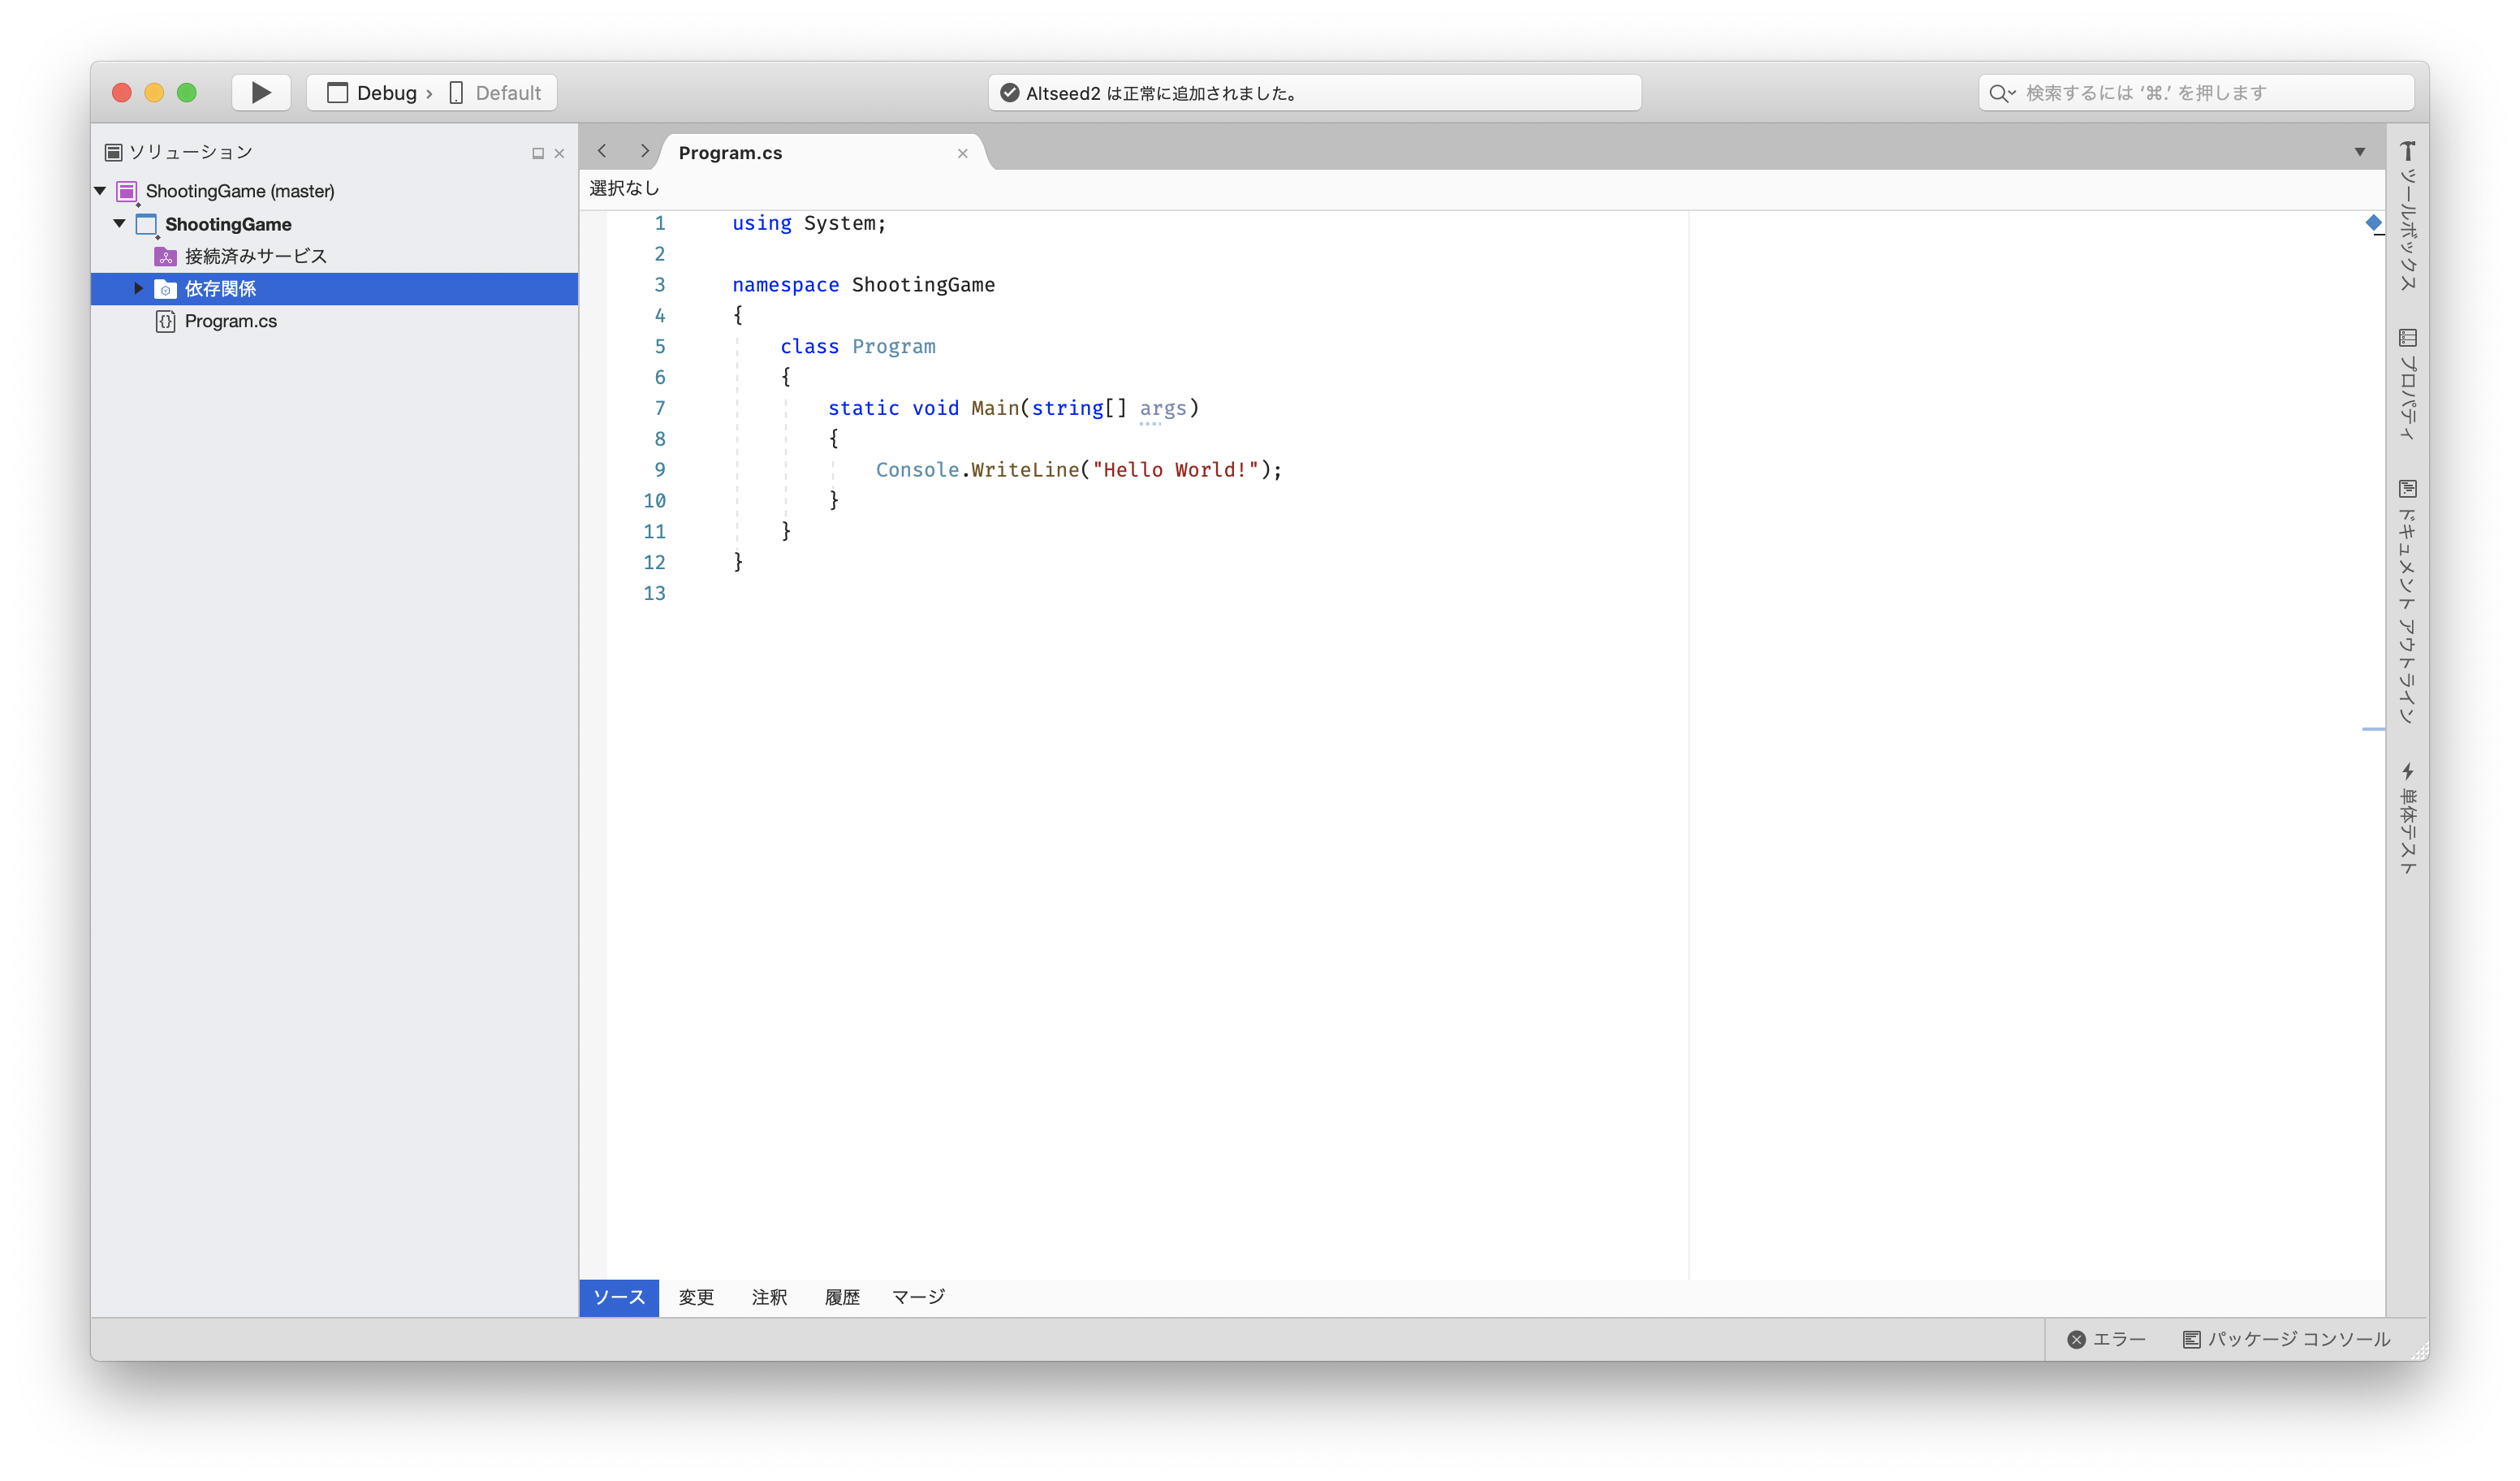 Debug › Default
Altseed2 は正常に追加されました。
検索するには ‘⌘.’ を押します
ソリューション
ShootingGame (master)
ShootingGame
接続済みサービス
依存関係
Program.cs
Program.cs
選択なし
1 using System;
2
3 namespace ShootingGame
4 {
5 class Program
6 {
7 static void Main(string[] args)
8 {
9 Console.WriteLine("Hello World!");
10 }
11 }
12 }
13
ソース 変更 注釈 履歴 マージ
ツールボックス
プロパティ
ドキュメント アウトライン
単体テスト
エラー パッケージ コンソール